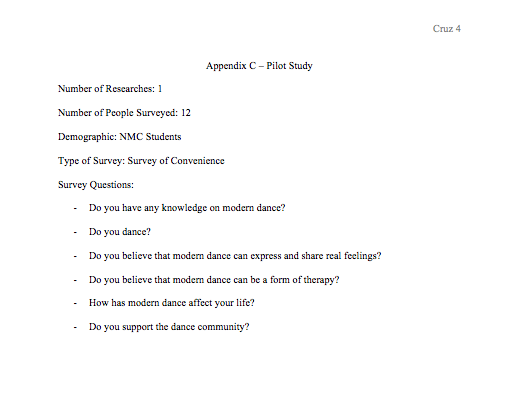 Cruz 4
Appendix C – Pilot Study
Number of Researches: 1
Number of People Surveyed: 12
Demographic: NMC Students
Type of Survey: Survey of Convenience
Survey Questions:
- Do you have any knowledge on modern dance?
- Do you dance?
- Do you believe that modern dance can express and share real feelings?
- Do you believe that modern dance can be a form of therapy?
- How has modern dance affect your life?
- Do you support the dance community?